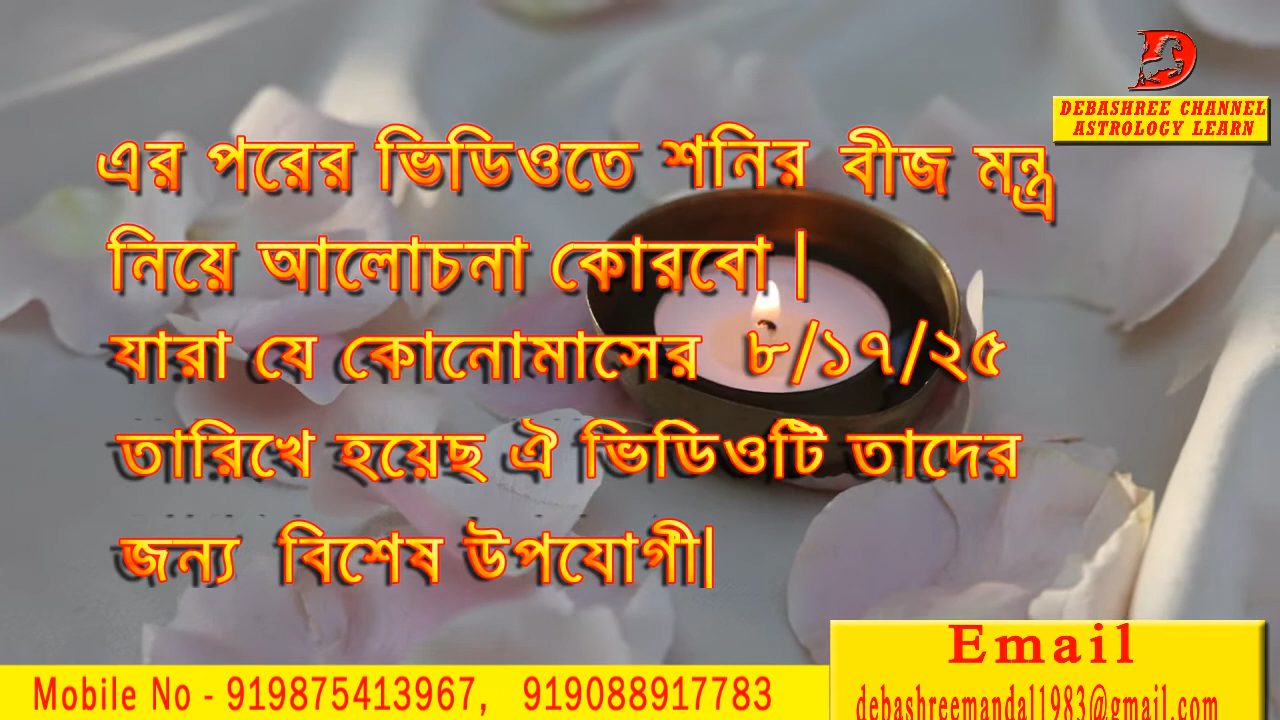 D
DEBASHREE CHANNEL
ASTROLOGY LEARN
এর পরের ভিডিওতে শনির বীজ মন্ত্র
নিয়ে আলোচনা কোরবো |
যারা যে কোনোমাসের ৮/১৭/২৫
তারিখে হয়েছ ঐ ভিডিওটি তাদের
জন্য বিশেষ উপযোগী|
Email
debashreemandal1983@gmail.com
Mobile No - 919875413967, 919088917783